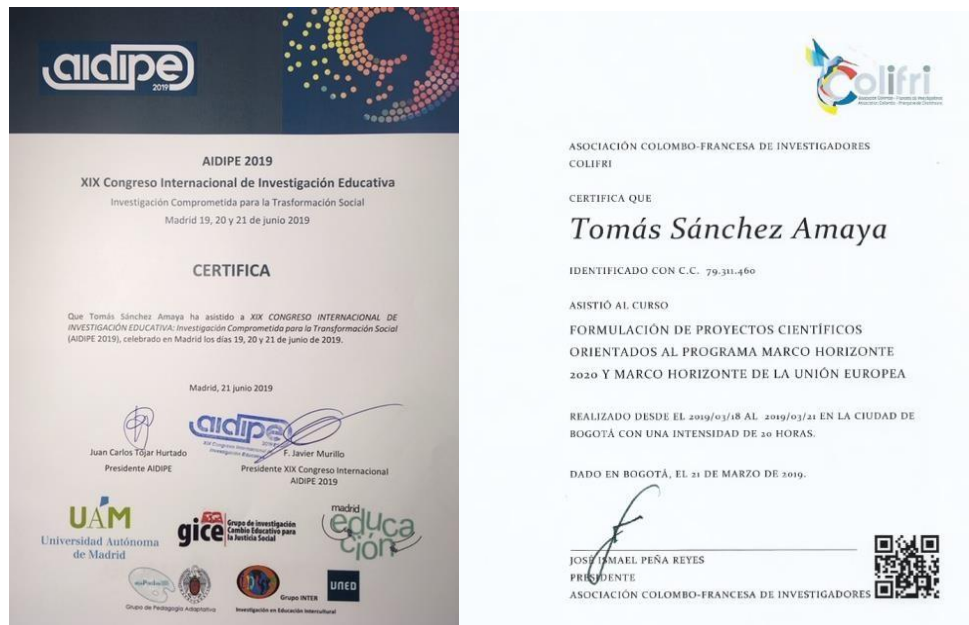 aidipe
2019
AIDIPE 2019
XIX Congreso Internacional de Investigación Educativa
Investigación Comprometida para la Trasformación Social
Madrid 19, 20 y 21 de junio 2019
CERTIFICA
Que Tomás Sánchez Amaya ha asistido a XIX CONGRESO INTERNACIONAL DE
INVESTIGACIÓN EDUCATIVA: Investigación Comprometida para la Transformación Social
(AIDIPE 2019), celebrado en Madrid los días 19, 20 y 21 de junio de 2019.
Madrid, 21 junio 2019
aidipe
2019
XIX Congreso Internacional
Investigación Educativa
Juan Carlos Tójar Hurtado
Presidente AIDIPE
F. Javier Murillo
Presidente XIX Congreso Internacional
AIDIPE 2019
UAM
Universidad Autónoma
de Madrid
gice
Grupo de investigación
Cambio Educativo para
la Justicia Social
madrid
educa
ción
Grupo de Pedagogía Adaptativa
Grupo INTER
Investigación en Educación Intercultural
UNED
Colifri
ASOCIACIÓN COLOMBO-FRANCESA DE INVESTIGADORES
COLIFRI
CERTIFICA QUE
Tomás Sánchez Amaya
IDENTIFICADO CON C.C. 79.311.460
ASISTIÓ AL CURSO
FORMULACIÓN DE PROYECTOS CIENTÍFICOS
ORIENTADOS AL PROGRAMA MARCO HORIZONTE
2020 Y MARCO HORIZONTE DE LA UNIÓN EUROPEA
REALIZADO DESDE EL 2019/03/18 AL 2019/03/21 EN LA CIUDAD DE
BOGOTÁ CON UNA INTENSIDAD DE 20 HORAS.
DADO EN BOGOTÁ, EL 21 DE MARZO DE 2019.
JOSÉ ISMAEL PEÑA REYES
PRESIDENTE
ASOCIACIÓN COLOMBO-FRANCESA DE INVESTIGADORES